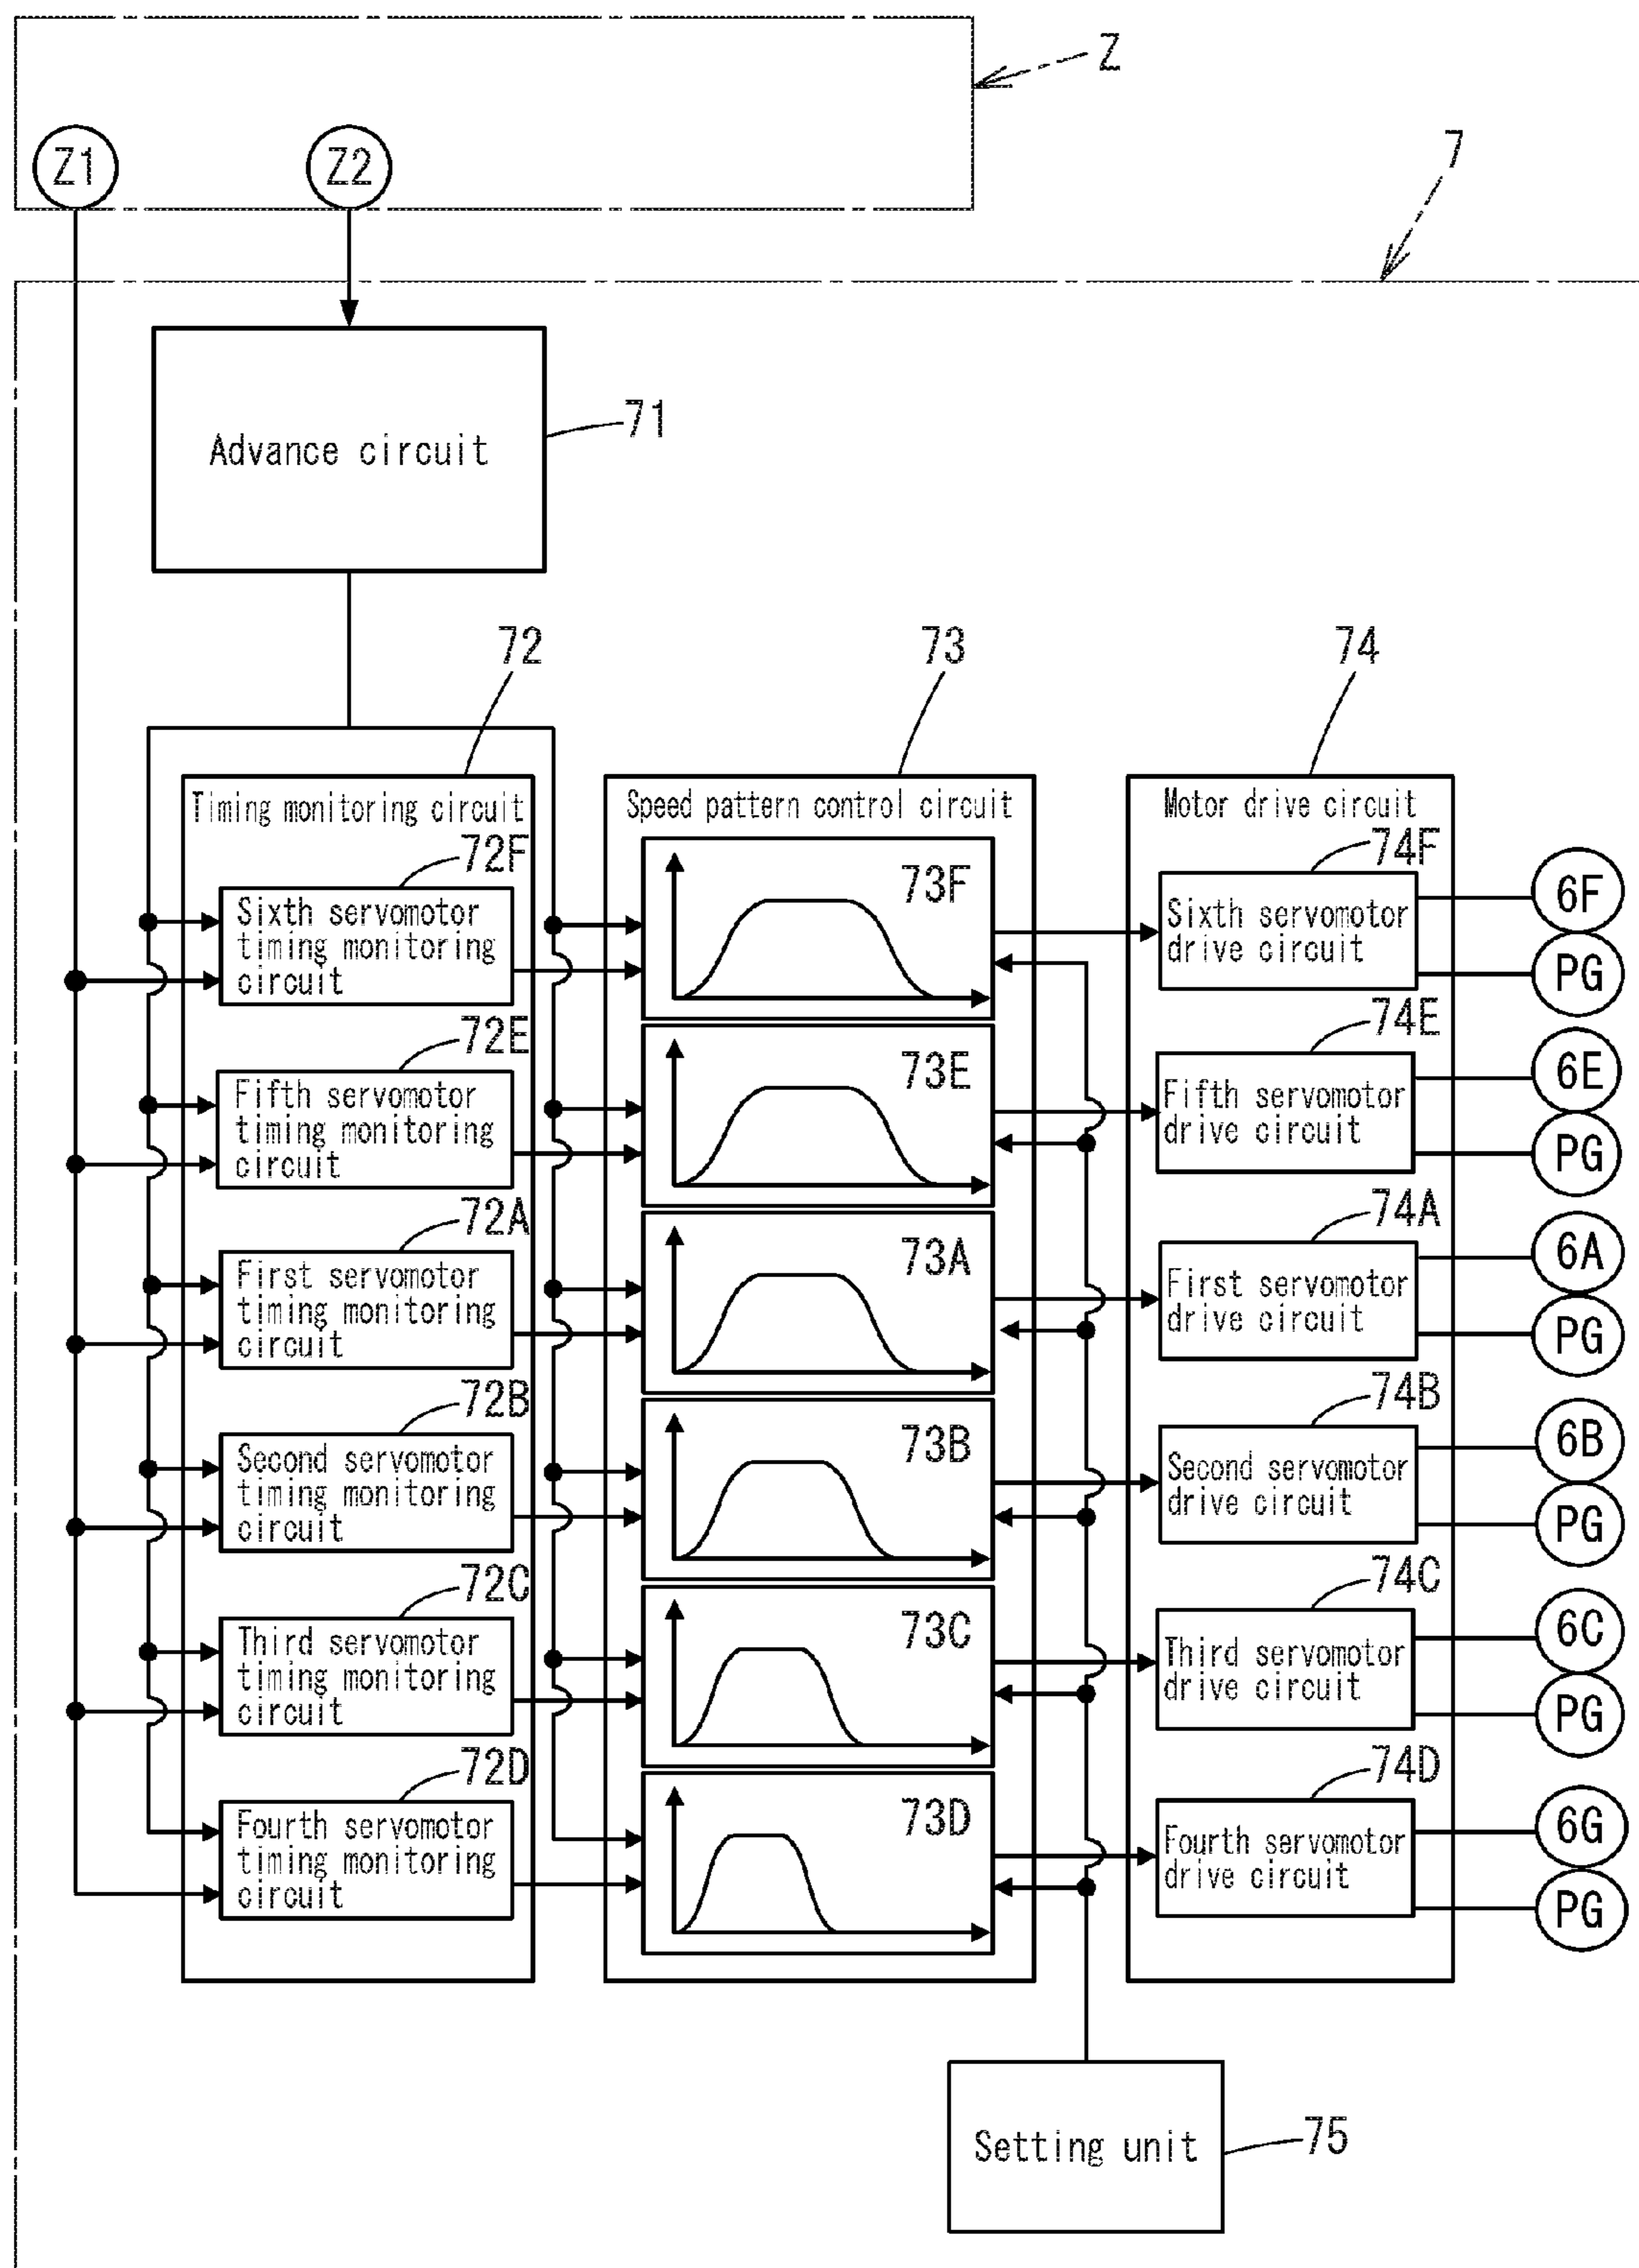 Z
Z1
Z2
7
71
Advance circuit
72
73
74
Timing monitoring circuit
Speed pattern control circuit
Motor drive circuit
72F
Sixth servomotor
timing monitoring
circuit
73F
74F
Sixth servomotor
drive circuit
6F
PG
72E
Fifth servomotor
timing monitoring
circuit
73E
74E
Fifth servomotor
drive circuit
6E
PG
72A
First servomotor
timing monitoring
circuit
73A
74A
First servomotor
drive circuit
6A
PG
72B
Second servomotor
timing monitoring
circuit
73B
74B
Second servomotor
drive circuit
6B
PG
72C
Third servomotor
timing monitoring
circuit
73C
74C
Third servomotor
drive circuit
6C
PG
72D
Fourth servomotor
timing monitoring
circuit
73D
74D
Fourth servomotor
drive circuit
6G
PG
Setting unit
75